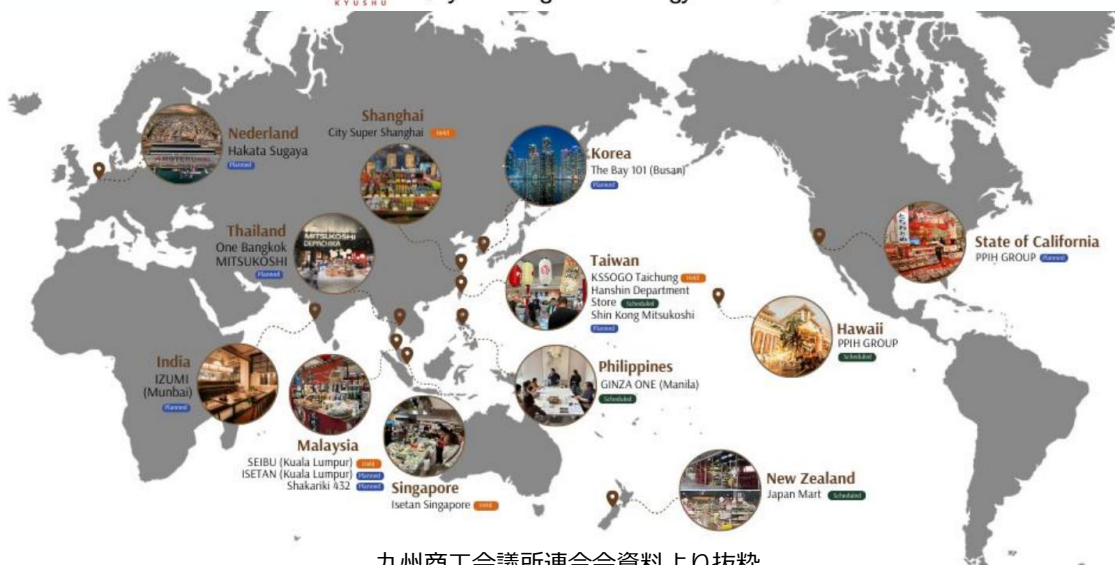 KYUSHU
Nederland
Hakata Sugaya
Planned
Shanghai
City Super Shanghai Held
Korea
The Bay 101 (Busan)
Planned
Thailand
One Bangkok
MITSUKOSHI
Planned
MITSUKOSHI
DEPACHIKA
Taiwan
KSSOGO Taichung Held
Hanshin Department
Store Scheduled
Shin Kong Mitsukoshi
Planned
State of California
PPIH GROUP Planned
Hawaii
PPIH GROUP
Scheduled
India
IZUMI
(Munbai)
Planned
Philippines
GINZA ONE (Manila)
Scheduled
Malaysia
SEIBU (Kuala Lumpur) Held
ISETAN (Kuala Lumpur) Planned
Shakariki 432 Planned
Singapore
Isetan Singapore Held
New Zealand
Japan Mart Scheduled
九州商工会議所連合会資料より抜粋